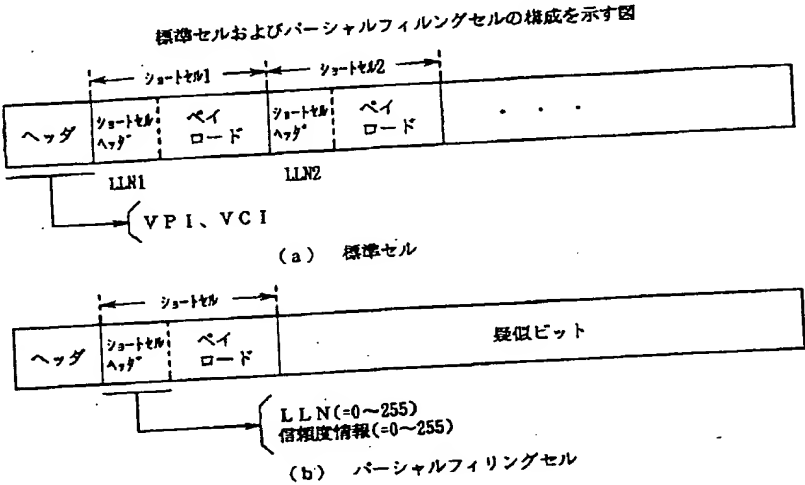 標準セルおよびパーシャルフィルングセルの構成を示す図
ショートセル1 ショートセル2
ヘッダ ショートセルヘッダ ペイロード ショートセルヘッダ ペイロード ・・・
LLN1 LLN2
VPI、VCI
(a) 標準セル
ショートセル
ヘッダ ショートセルヘッダ ペイロード 疑似ビット
LLN(=0〜255)
信頼度情報(=0〜255)
(b) パーシャルフィリングセル